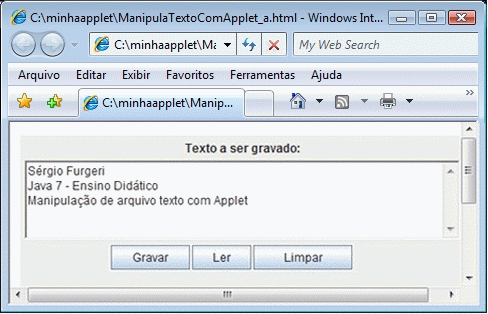 C:\minhaapplet\ManipulaTextoComApplet_a.html - Windows Int...
C:\minhaapplet\Ma
My Web Search
Arquivo Editar Exibir Favoritos Ferramentas Ajuda
C:\minhaapplet\Manip...
Texto a ser gravado:
Sérgio Furgeri
Java 7 - Ensino Didático
Manipulação de arquivo texto com Applet
Gravar Ler Limpar